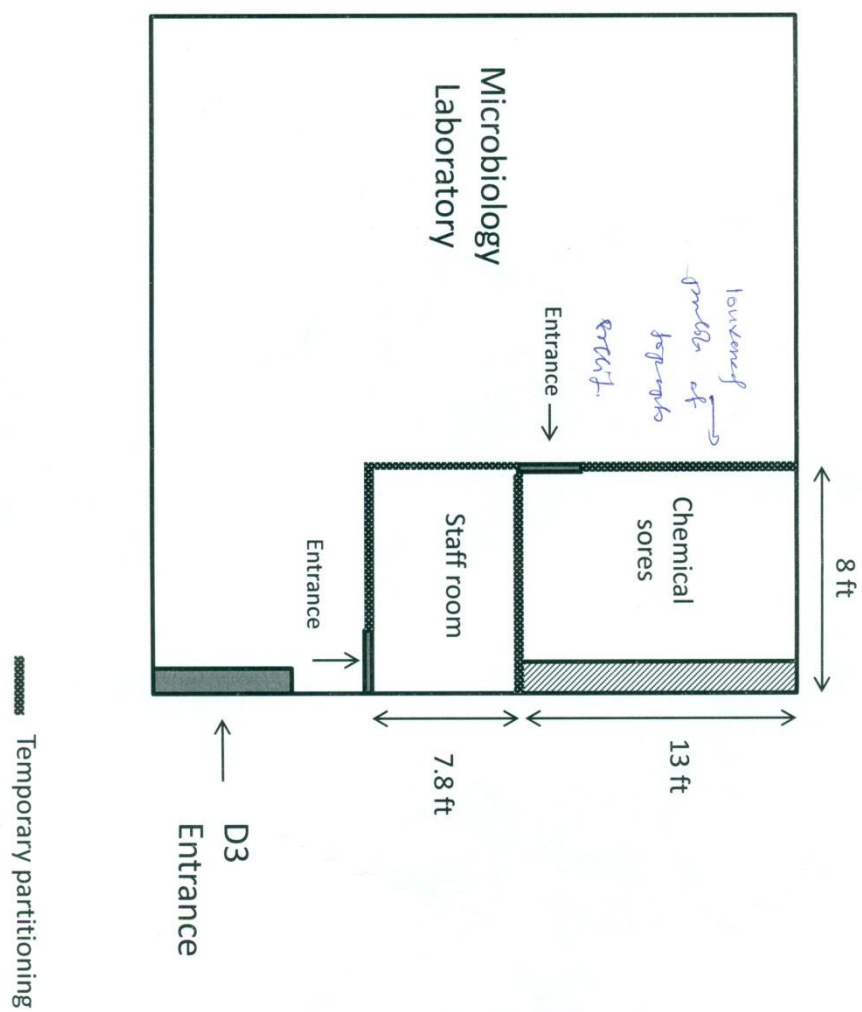 8 ft
Chemical
sores
13 ft
Microbiology
Laboratory
Entrance
Staff room
7.8 ft
Entrance
D3
Entrance
Temporary partitioning